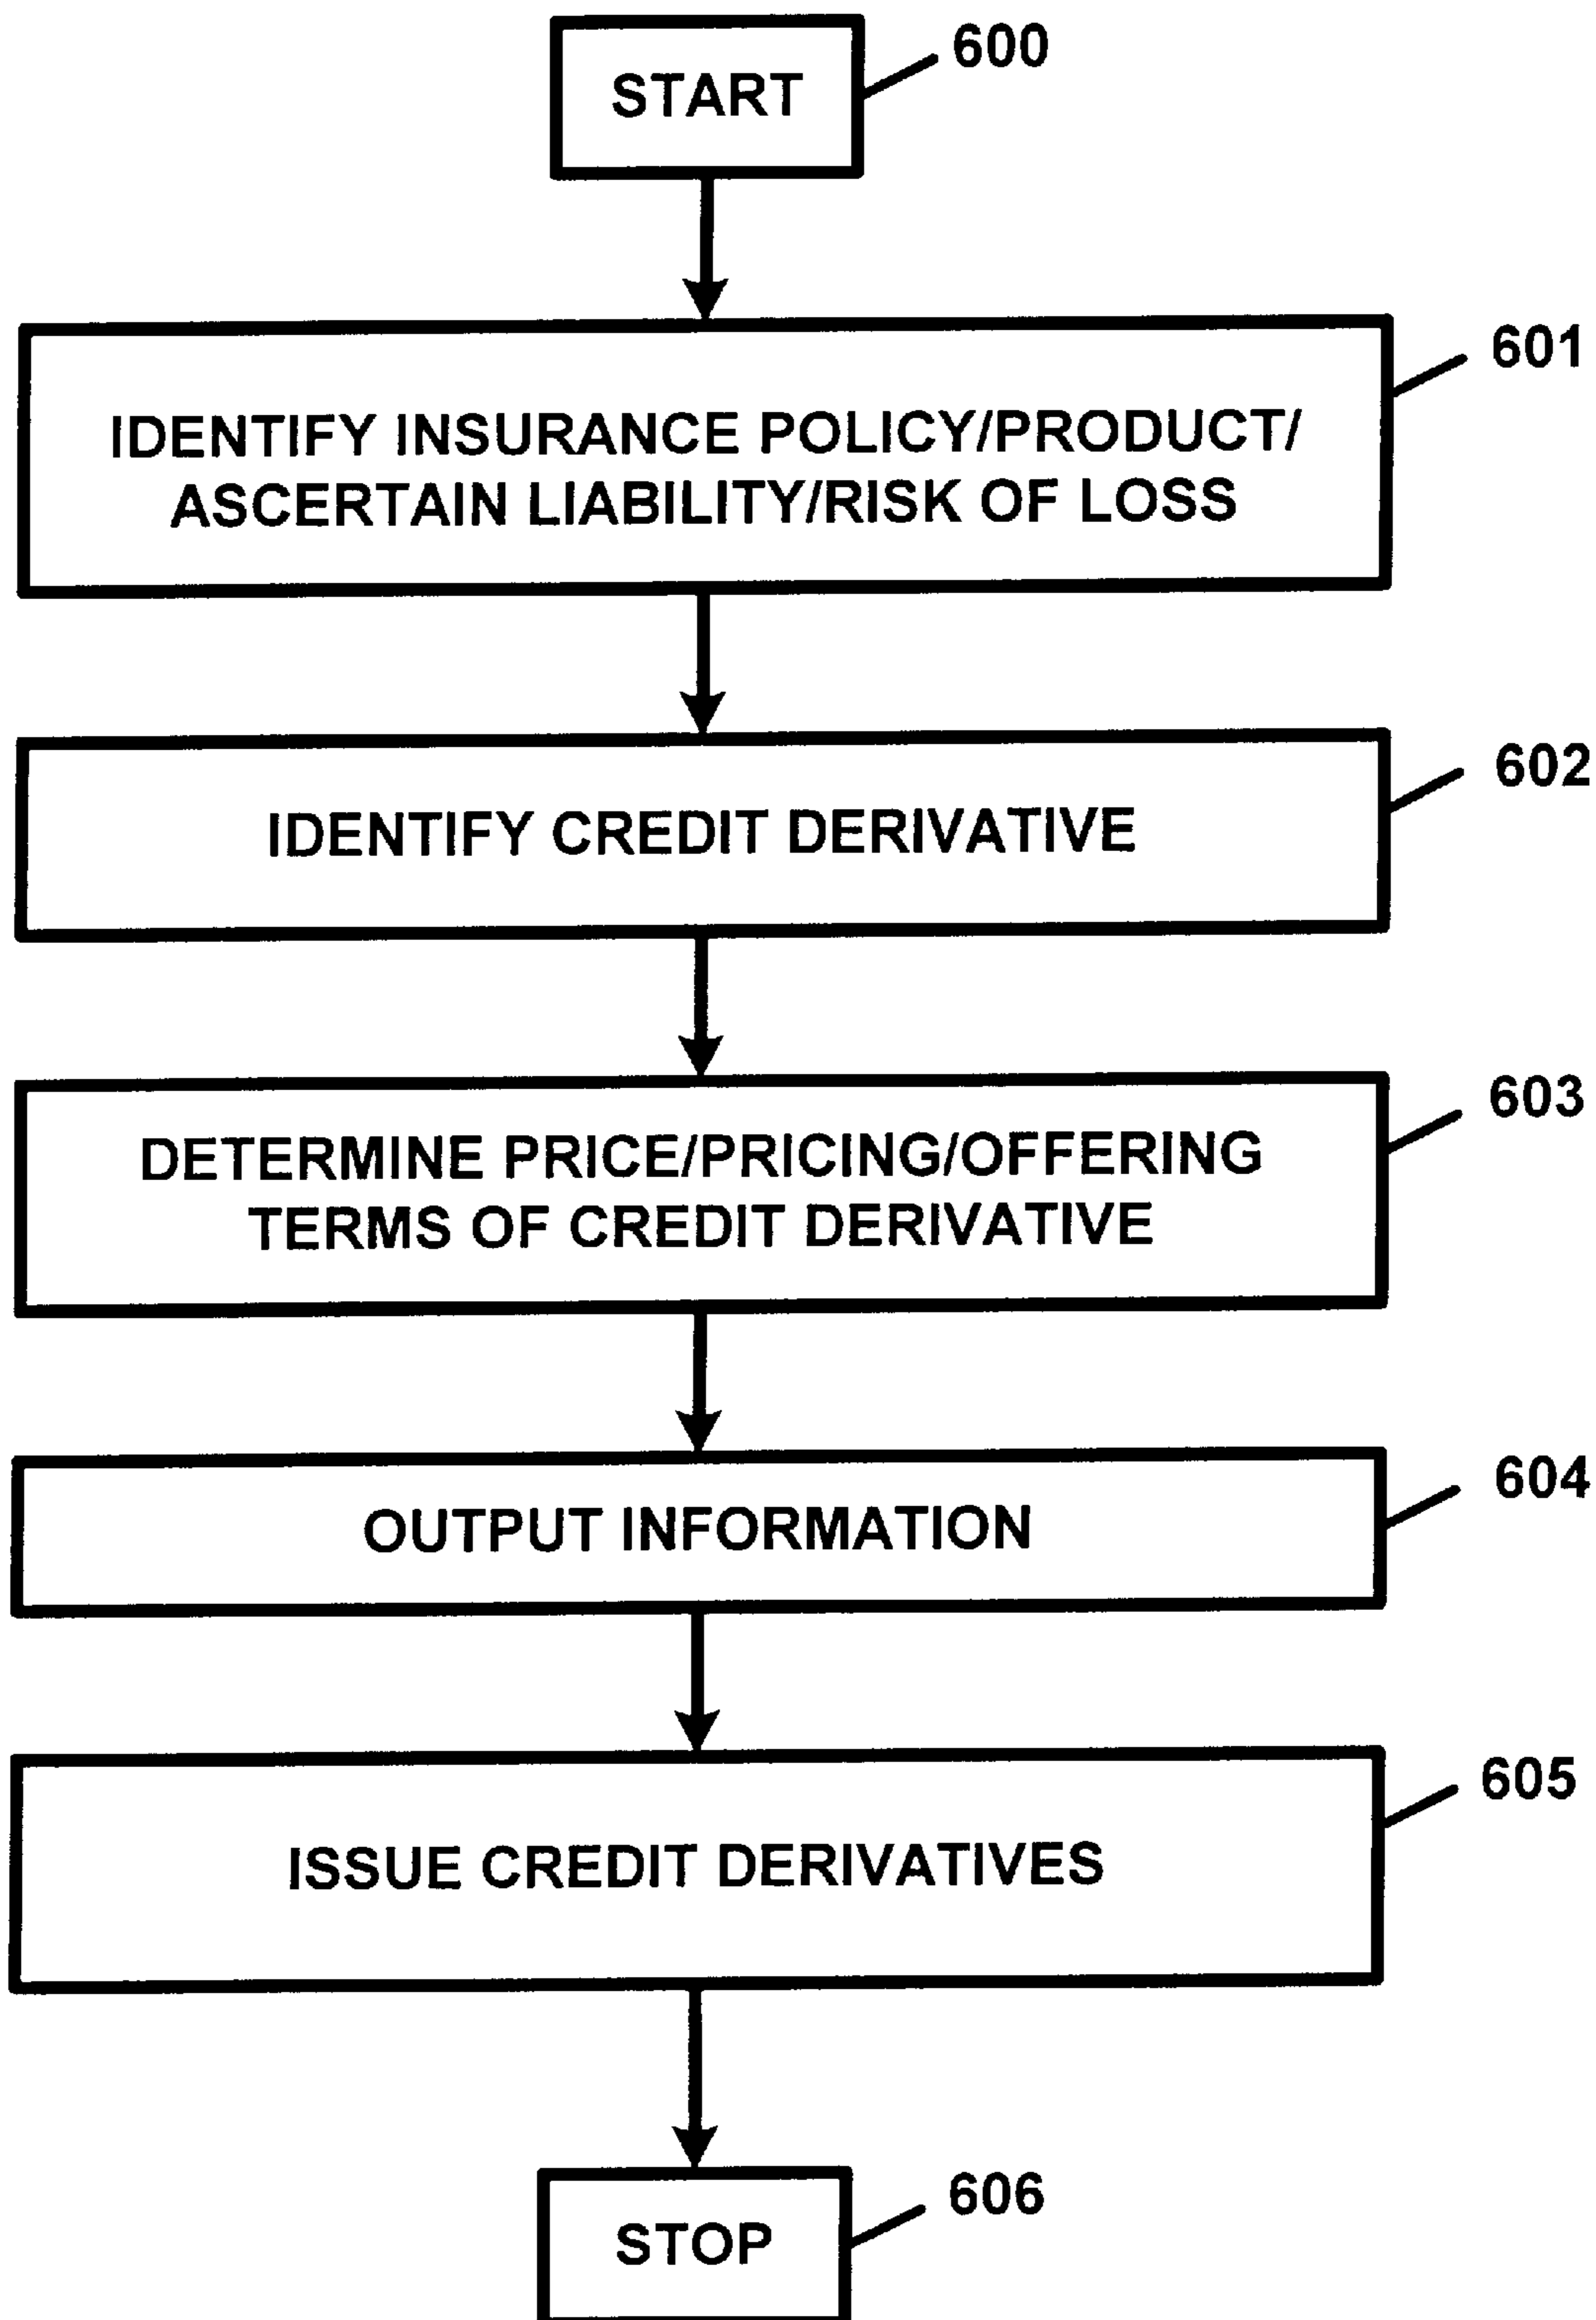 START
600
IDENTIFY INSURANCE POLICY/PRODUCT/
ASCERTAIN LIABILITY/RISK OF LOSS
601
IDENTIFY CREDIT DERIVATIVE
602
DETERMINE PRICE/PRICING/OFFERING
TERMS OF CREDIT DERIVATIVE
603
OUTPUT INFORMATION
604
ISSUE CREDIT DERIVATIVES
605
STOP
606